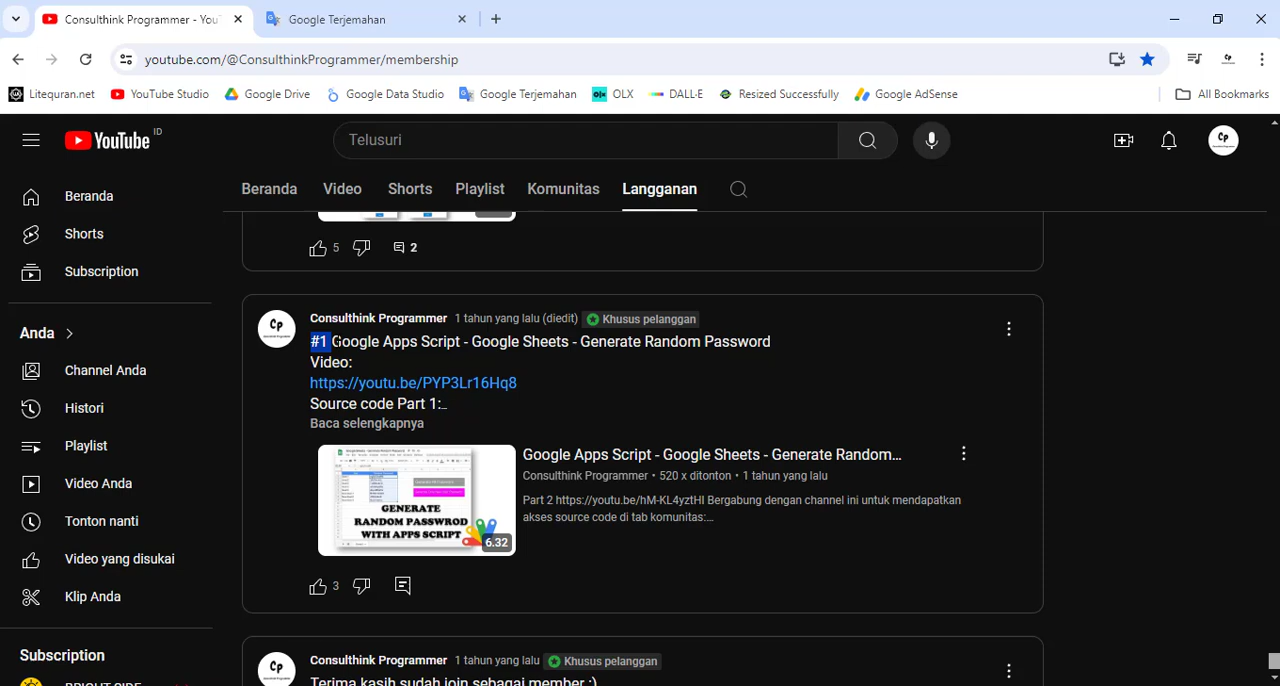 Consulthink Programmer - You
Google Terjemahan
youtube.com/@ConsulthinkProgrammer/membership
Litequran.net
YouTube Studio
Google Drive
Google Data Studio
Google Terjemahan
OLX
DALL-E
Resized Successfully
Google AdSense
All Bookmarks
YouTube ID
Telusuri
Cp
Beranda
Video
Shorts
Playlist
Komunitas
Langganan
Beranda
Shorts
Subscription
Anda
Channel Anda
Histori
Playlist
Video Anda
Tonton nanti
Video yang disukai
Klip Anda
Subscription
BRIGHT SIDE
5
2
Cp
Consulthink Programmer 1 tahun yang lalu (diedit) Khusus pelanggan
#1 Google Apps Script - Google Sheets - Generate Random Password
Video:
https://youtu.be/PYP3Lr16Hq8
Source code Part 1:...
Baca selengkapnya
GENERATE
RANDOM PASSWROD
WITH APPS SCRIPT
6.32
Google Apps Script - Google Sheets - Generate Random...
Consulthink Programmer • 520 x ditonton • 1 tahun yang lalu
Part 2 https://youtu.be/hM-KL4yztHI Bergabung dengan channel ini untuk mendapatkan
akses source code di tab komunitas:...
3
Cp
Consulthink Programmer 1 tahun yang lalu Khusus pelanggan
Terima kasih sudah join sebagai member :)